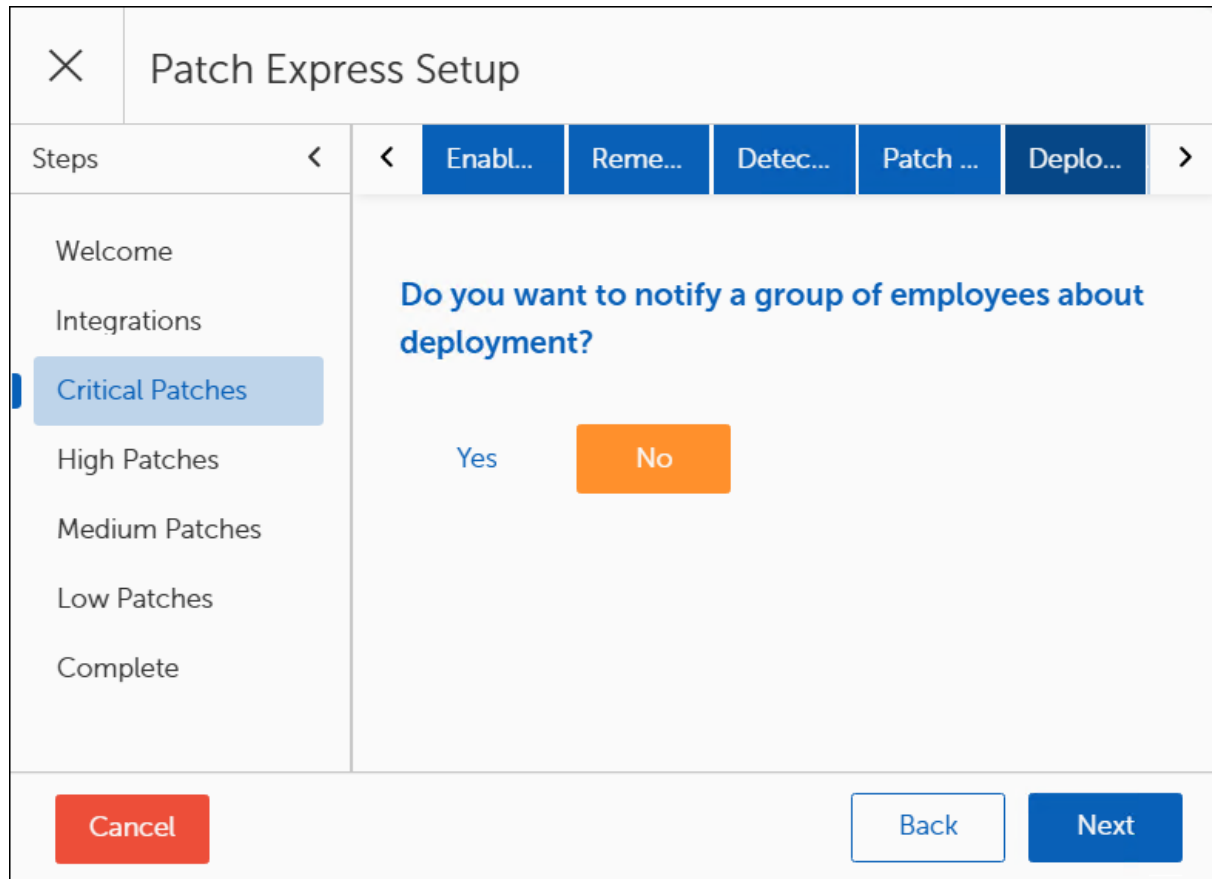 Patch Express Setup
Steps
Enabl...
Reme...
Detec...
Patch ...
Deplo...
Welcome
Integrations
Critical Patches
High Patches
Medium Patches
Low Patches
Complete
Do you want to notify a group of employees about
deployment?
Yes
No
Cancel
Back
Next